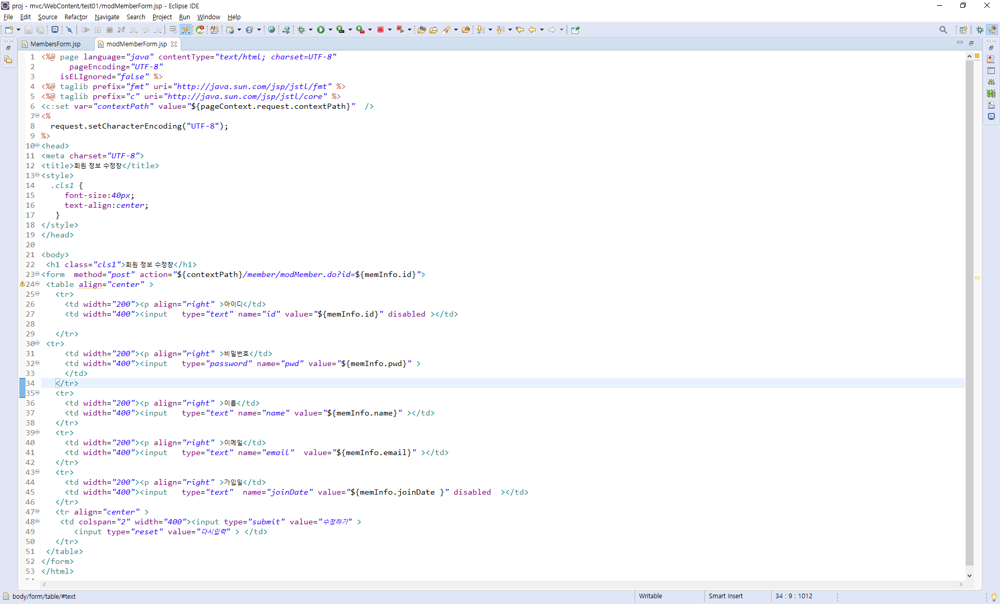 proj - mvc/WebContent/test01/modMemberForm.jsp - Eclipse IDE
File Edit Source Refactor Navigate Search Project Run Window Help
MembersForm.jsp modMemberForm.jsp
1 <%@ page language="java" contentType="text/html; charset=UTF-8"
2 pageEncoding="UTF-8"
3 isELIgnored="false" %>
4 <%@ taglib prefix="fmt" uri="http://java.sun.com/jsp/jstl/fmt" %>
5 <%@ taglib prefix="c" uri="http://java.sun.com/jsp/jstl/core" %>
6 <c:set var="contextPath" value="${pageContext.request.contextPath}"  />
7 <%
8 request.setCharacterEncoding("UTF-8");
9 %>
10 <head>
11 <meta charset="UTF-8">
12 <title>회원 정보 수정창</title>
13 <style>
14 .cls1 {
15 font-size:40px;
16 text-align:center;
17 }
18 </style>
19 </head>
20
21 <body>
22 <h1 class="cls1">회원 정보 수정창</h1>
23 <form  method="post" action="${contextPath}/member/modMember.do?id=${memInfo.id}">
24 <table align="center" >
25 <tr>
26 <td width="200"><p align="right" >아이디</td>
27 <td width="400"><input   type="text" name="id" value="${memInfo.id}" disabled ></td>
28
29 </tr>
30 <tr>
31 <td width="200"><p align="right" >비밀번호</td>
32 <td width="400"><input   type="password" name="pwd" value="${memInfo.pwd}" >
33 </td>
34 </tr>
35 <tr>
36 <td width="200"><p align="right" >이름</td>
37 <td width="400"><input   type="text" name="name" value="${memInfo.name}" ></td>
38 </tr>
39 <tr>
40 <td width="200"><p align="right" >이메일</td>
41 <td width="400"><input   type="text" name="email"  value="${memInfo.email}" ></td>
42 </tr>
43 <tr>
44 <td width="200"><p align="right" >가입일</td>
45 <td width="400"><input   type="text"  name="joinDate" value="${memInfo.joinDate }" disabled  ></td>
46 </tr>
47 <tr align="center" >
48 <td colspan="2" width="400"><input type="submit" value="수정하기" >
49 <input type="reset" value="다시입력" > </td>
50 </tr>
51 </table>
52 </form>
53 </html>
body/form/table/#text Writable Smart Insert 34 : 9 : 1012